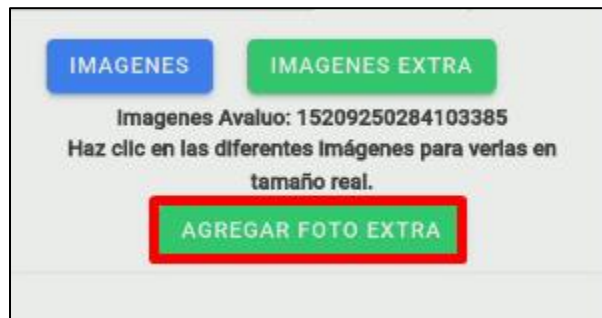 IMAGENES
IMAGENES EXTRA
Imagenes Avaluo: 15209250284103385
Haz clic en las diferentes imágenes para verlas en
tamaño real.
AGREGAR FOTO EXTRA